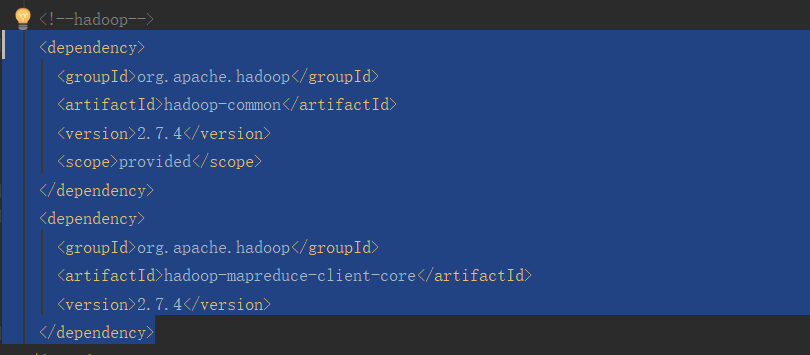 <!--hadoop-->
<dependency>
<groupId>org.apache.hadoop</groupId>
<artifactId>hadoop-common</artifactId>
<version>2.7.4</version>
<scope>provided</scope>
</dependency>
<dependency>
<groupId>org.apache.hadoop</groupId>
<artifactId>hadoop-mapreduce-client-core</artifactId>
<version>2.7.4</version>
</dependency>